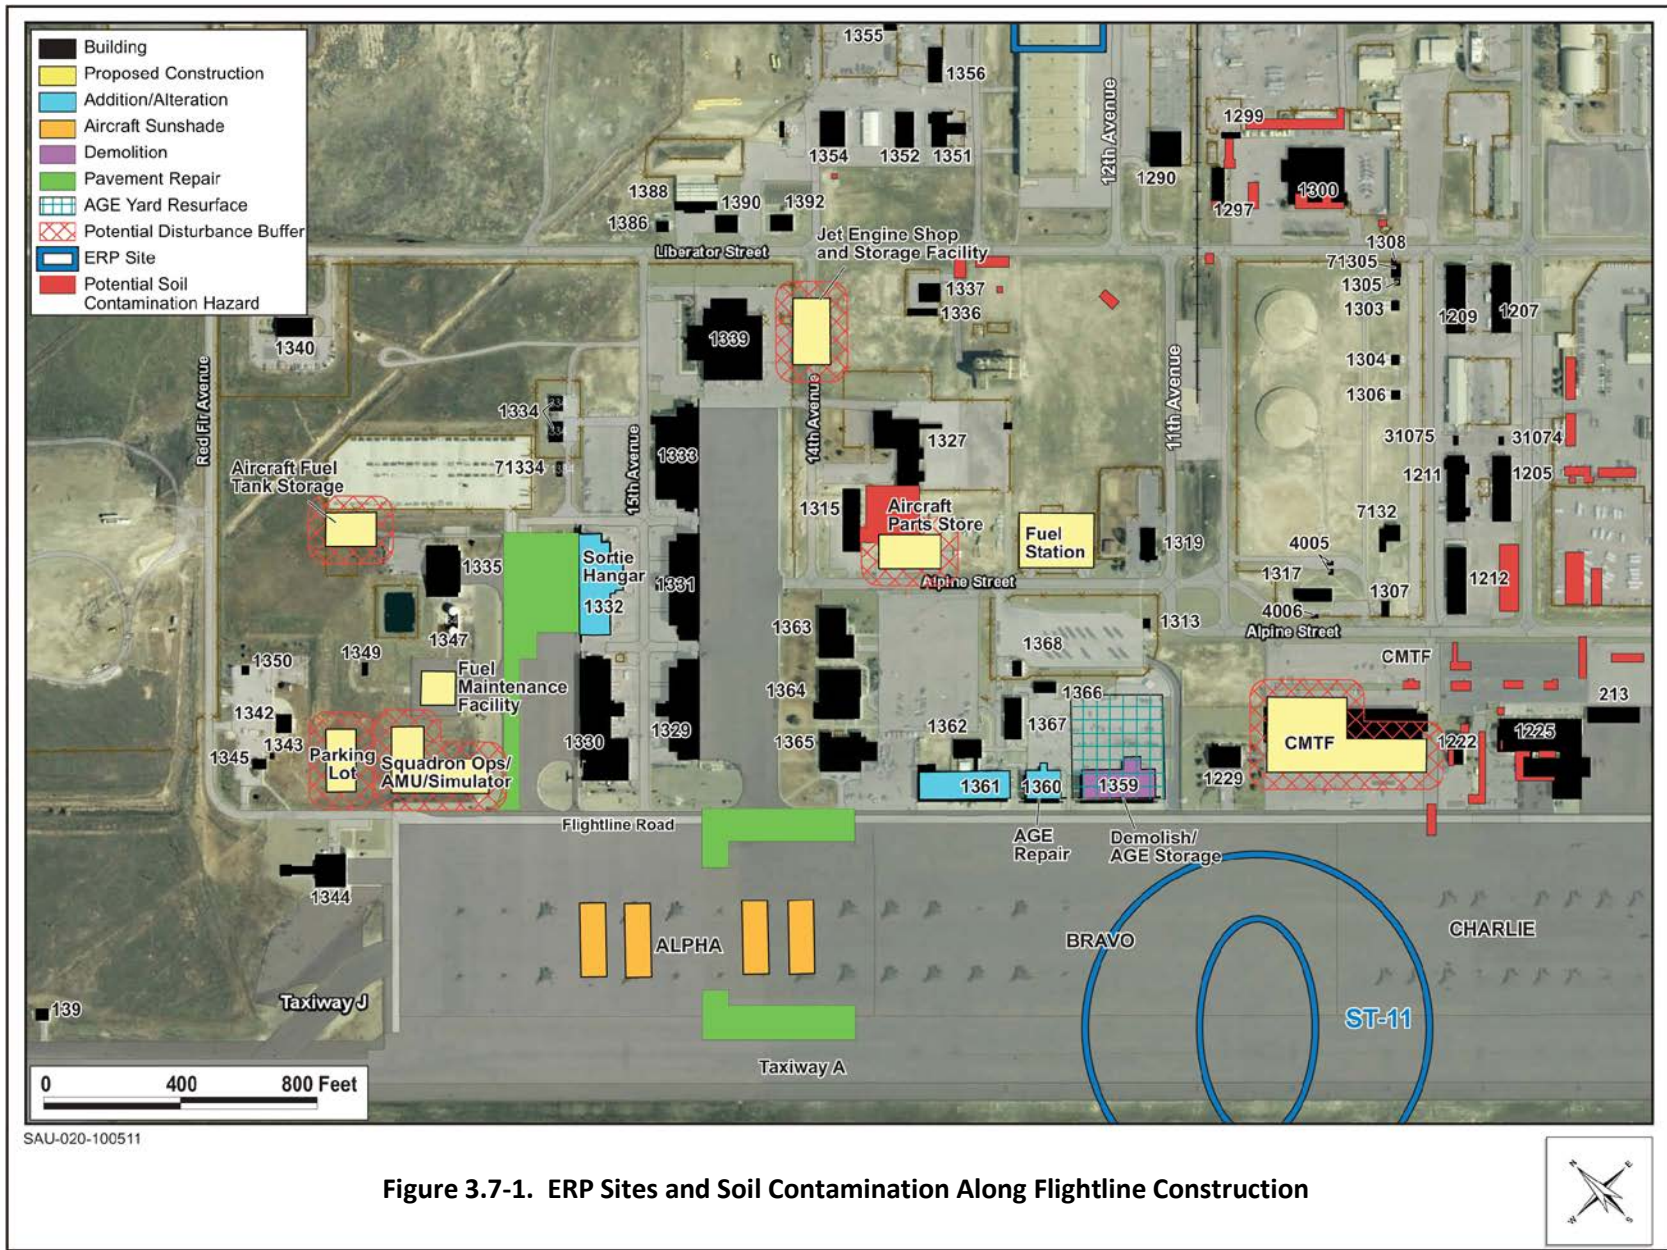 Building
Proposed Construction
Addition/Alteration
Aircraft Sunshade
Demolition
Pavement Repair
AGE Yard Resurface
Potential Disturbance Buffer
ERP Site
Potential Soil
Contamination Hazard
1355
1356
1354
1352
1351
12th Avenue
1290
1299
1300
1297
1388
1390
1392
1386
Liberator Street
Jet Engine Shop
and Storage Facility
1308
71305
1305
1303
1337
1336
1209
1207
1340
1339
1304
1306
Red Fir Avenue
14th Avenue
11th Avenue
1334
15th Avenue
1333
1327
31075
31074
Aircraft Fuel
Tank Storage
71334
1211
1205
1315
Aircraft
Parts Store
Fuel
Station
1319
7132
4005
1335
Sortie
Hangar
1332
1331
Alpine Street
1317
1307
1212
4006
Alpine Street
1347
1363
1313
1350
1349
1368
CMTF
Fuel
Maintenance
Facility
1364
1366
213
1342
1343
1362
1367
1345
Parking
Lot
Squadron Ops/
AMU/Simulator
1330
1329
1365
1229
CMTF
1222
1225
1361
1360
1359
Flightline Road
AGE
Repair
Demolish/
AGE Storage
1344
ALPHA
BRAVO
CHARLIE
139
Taxiway J
ST-11
Taxiway A
0 400 800 Feet
SAU-020-100511
Figure 3.7-1. ERP Sites and Soil Contamination Along Flightline Construction
N E
W S